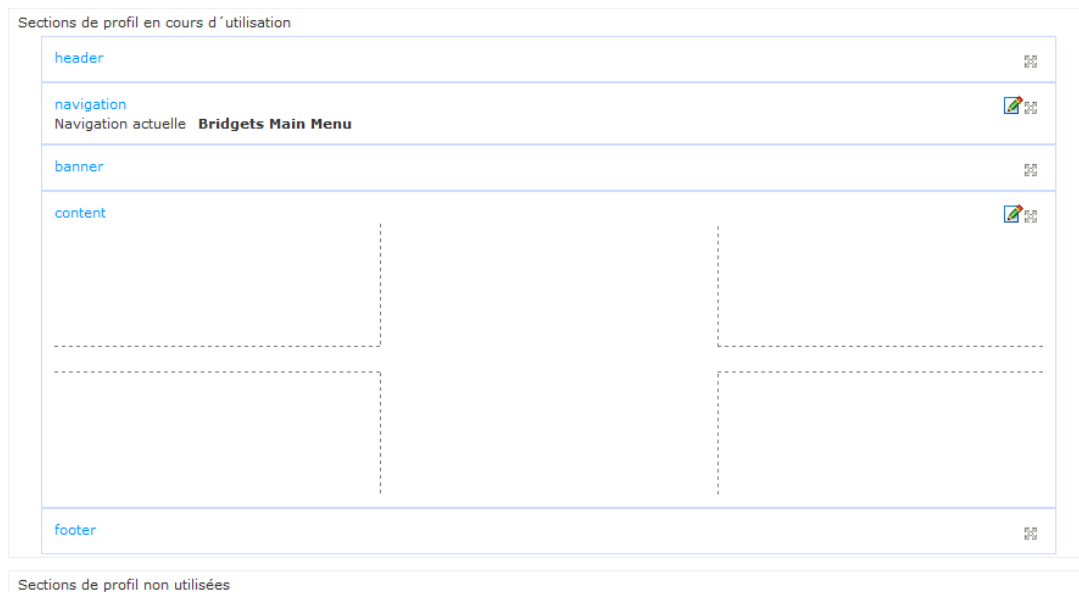 Sections de profil en cours d´utilisation
header
navigation
Navigation actuelle Bridgets Main Menu
banner
content
footer
Sections de profil non utilisées